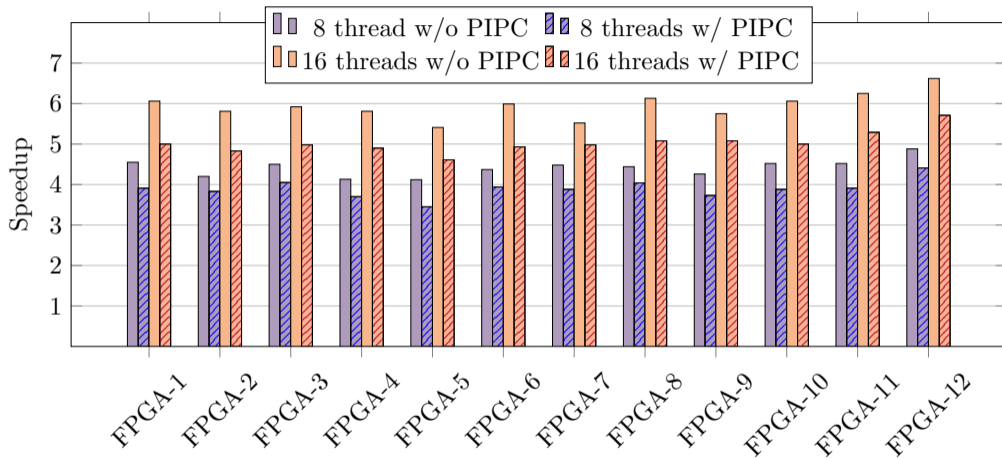 8 thread w/o PIPC 8 threads w/ PIPC
16 threads w/o PIPC 16 threads w/ PIPC
7
6
5
4
3
2
1
Speedup
FPGA-1 FPGA-2 FPGA-3 FPGA-4 FPGA-5 FPGA-6 FPGA-7 FPGA-8 FPGA-9 FPGA-10 FPGA-11 FPGA-12